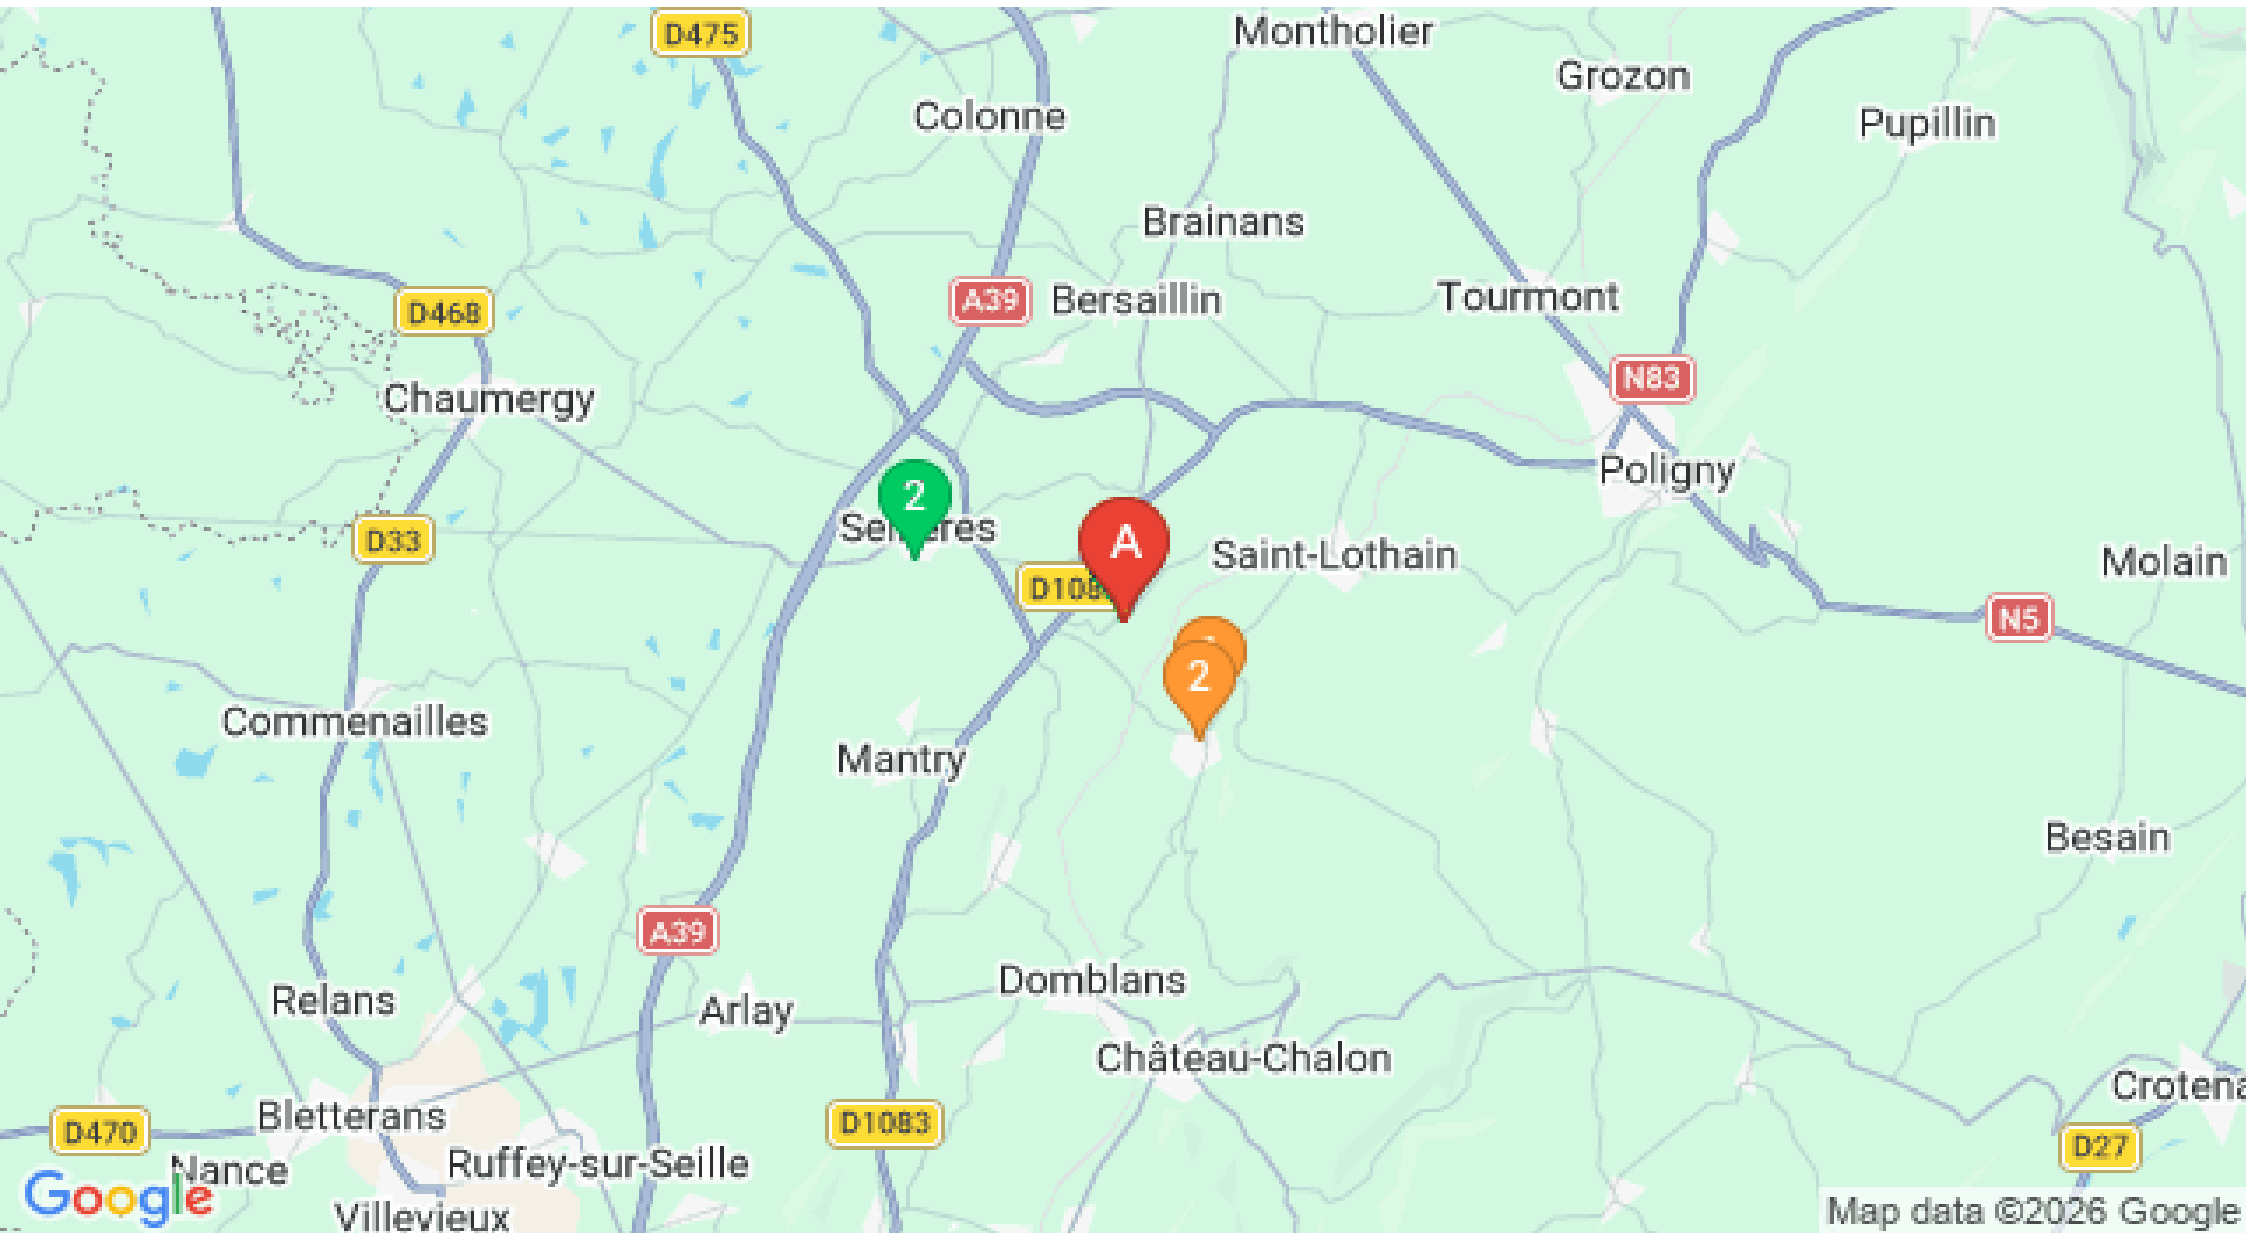 D475
Montholier
Grozon
Colonne
Pupillin
Brainans
A39
Bersaillin
Tourmont
D468
N83
Chaumergy
Poligny
2
D33
A
Saint-Lothain
Molain
N5
2
Commenailles
Mantry
Besain
A39
Domblans
Relans
Arlay
Château-Chalon
Bletterans
D1083
D470
D27
Nance
Ruffey-sur-Seille
Villevieux
Google
Map data ©2026 Google